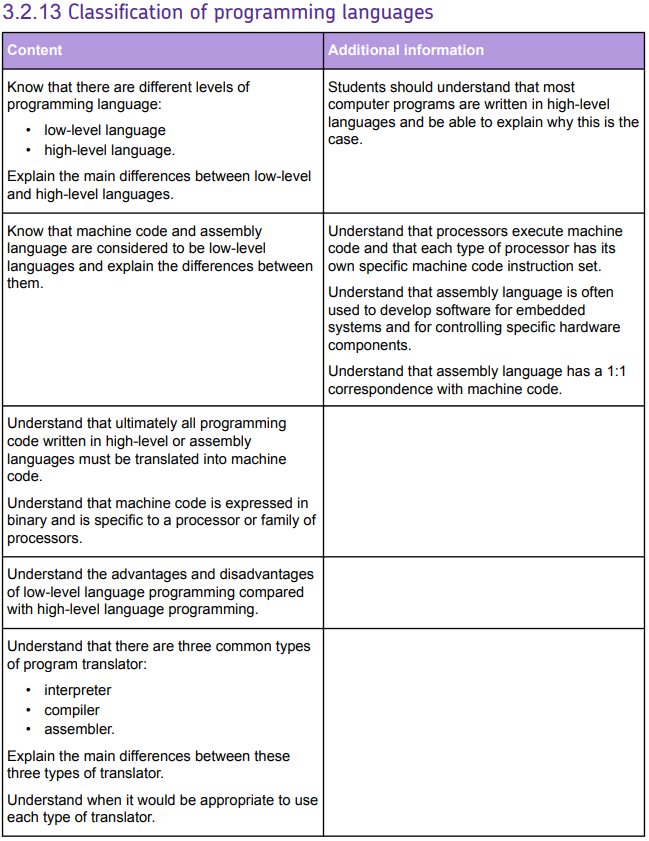 3.2.13 Classification of programming languages
Content
Additional information
Know that there are different levels of
programming language:
• low-level language
• high-level language.
Explain the main differences between low-level
and high-level languages.
Students should understand that most
computer programs are written in high-level
languages and be able to explain why this is the
case.
Know that machine code and assembly
language are considered to be low-level
languages and explain the differences between
them.
Understand that processors execute machine
code and that each type of processor has its
own specific machine code instruction set.
Understand that assembly language is often
used to develop software for embedded
systems and for controlling specific hardware
components.
Understand that assembly language has a 1:1
correspondence with machine code.
Understand that ultimately all programming
code written in high-level or assembly
languages must be translated into machine
code.
Understand that machine code is expressed in
binary and is specific to a processor or family of
processors.
Understand the advantages and disadvantages
of low-level language programming compared
with high-level language programming.
Understand that there are three common types
of program translator:
• interpreter
• compiler
• assembler.
Explain the main differences between these
three types of translator.
Understand when it would be appropriate to use
each type of translator.